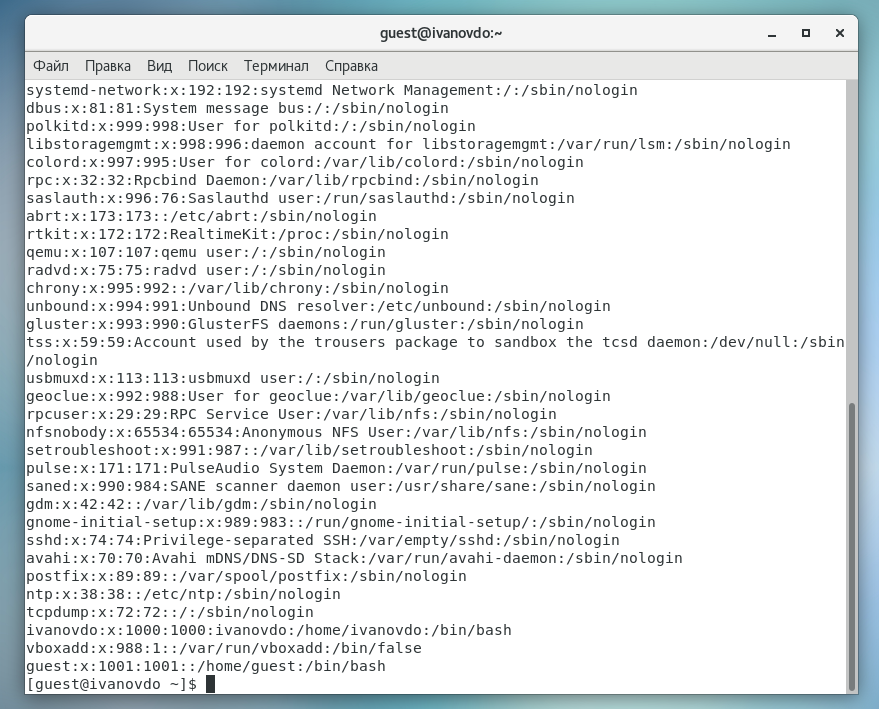 guest@ivanovdo:~
Файл Правка Вид Поиск Терминал Справка
systemd-network:x:192:192:systemd Network Management:/:/sbin/nologin
dbus:x:81:81:System message bus:/:/sbin/nologin
polkitd:x:999:998:User for polkitd:/:/sbin/nologin
libstoragemgmt:x:998:996:daemon account for libstoragemgmt:/var/run/lsm:/sbin/nologin
colord:x:997:995:User for colord:/var/lib/colord:/sbin/nologin
rpc:x:32:32:Rpcbind Daemon:/var/lib/rpcbind:/sbin/nologin
saslauth:x:996:76:Saslauthd user:/run/saslauthd:/sbin/nologin
abrt:x:173:173::/etc/abrt:/sbin/nologin
rtkit:x:172:172:RealtimeKit:/proc:/sbin/nologin
qemu:x:107:107:qemu user:/:/sbin/nologin
radvd:x:75:75:radvd user:/:/sbin/nologin
chrony:x:995:992::/var/lib/chrony:/sbin/nologin
unbound:x:994:991:Unbound DNS resolver:/etc/unbound:/sbin/nologin
gluster:x:993:990:GlusterFS daemons:/run/gluster:/sbin/nologin
tss:x:59:59:Account used by the trousers package to sandbox the tcsd daemon:/dev/null:/sbin
/nologin
usbmuxd:x:113:113:usbmuxd user:/:/sbin/nologin
geoclue:x:992:988:User for geoclue:/var/lib/geoclue:/sbin/nologin
rpcuser:x:29:29:RPC Service User:/var/lib/nfs:/sbin/nologin
nfsnobody:x:65534:65534:Anonymous NFS User:/var/lib/nfs:/sbin/nologin
setroubleshoot:x:991:987::/var/lib/setroubleshoot:/sbin/nologin
pulse:x:171:171:PulseAudio System Daemon:/var/run/pulse:/sbin/nologin
saned:x:990:984:SANE scanner daemon user:/usr/share/sane:/sbin/nologin
gdm:x:42:42::/var/lib/gdm:/sbin/nologin
gnome-initial-setup:x:989:983::/run/gnome-initial-setup/:/sbin/nologin
sshd:x:74:74:Privilege-separated SSH:/var/empty/sshd:/sbin/nologin
avahi:x:70:70:Avahi mDNS/DNS-SD Stack:/var/run/avahi-daemon:/sbin/nologin
postfix:x:89:89::/var/spool/postfix:/sbin/nologin
ntp:x:38:38::/etc/ntp:/sbin/nologin
tcpdump:x:72:72::/:/sbin/nologin
ivanovdo:x:1000:1000:ivanovdo:/home/ivanovdo:/bin/bash
vboxadd:x:988:1::/var/run/vboxadd:/bin/false
guest:x:1001:1001::/home/guest:/bin/bash
[guest@ivanovdo ~]$